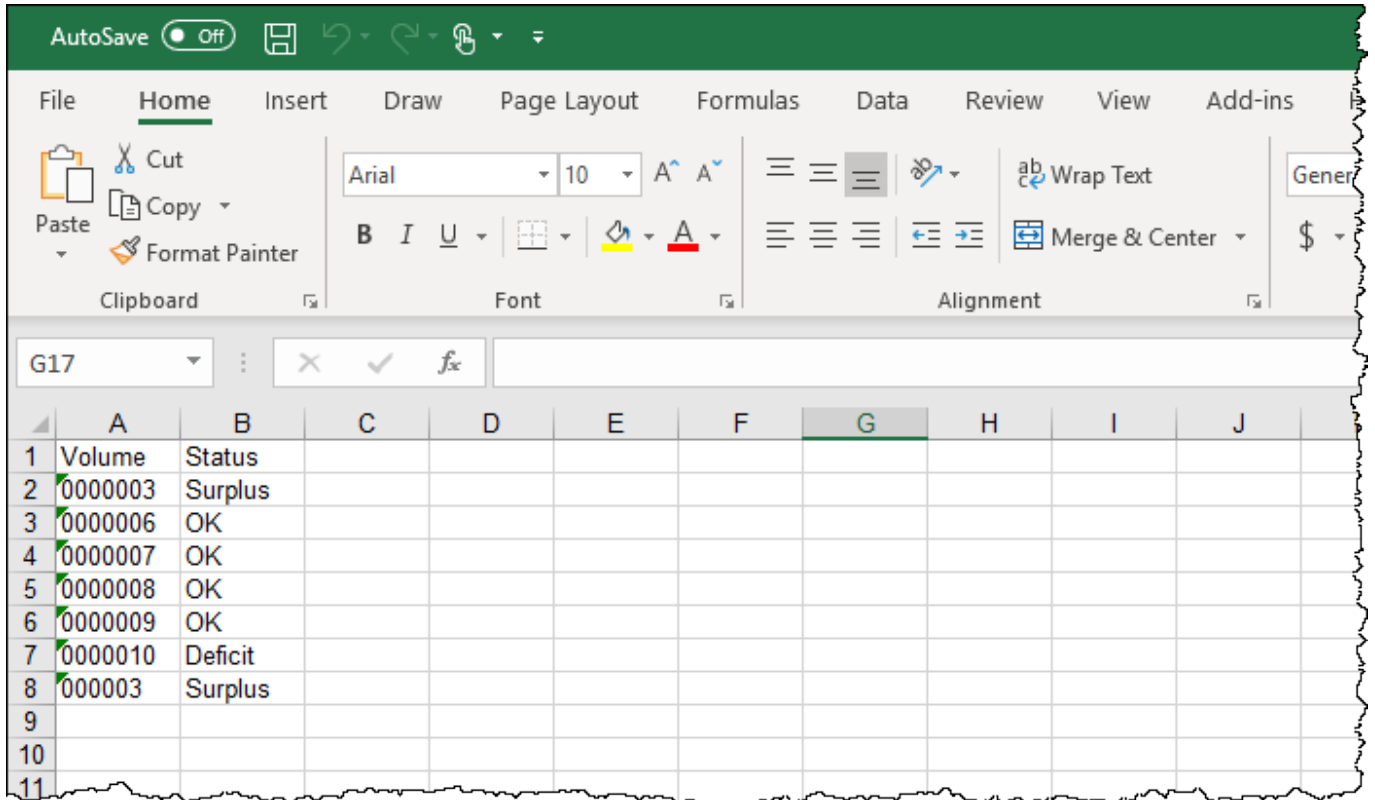 AutoSave Off
File Home Insert Draw Page Layout Formulas Data Review View Add-ins
Cut
Copy
Format Painter
Paste
Clipboard
Arial 10 A A
B I U A
Font
ab Wrap Text
c
Merge & Center
Alignment
Gener
$
G17 fx
A B C D E F G H I J
1 Volume Status
2 0000003 Surplus
3 0000006 OK
4 0000007 OK
5 0000008 OK
6 0000009 OK
7 0000010 Deficit
8 000003 Surplus
9
10
11